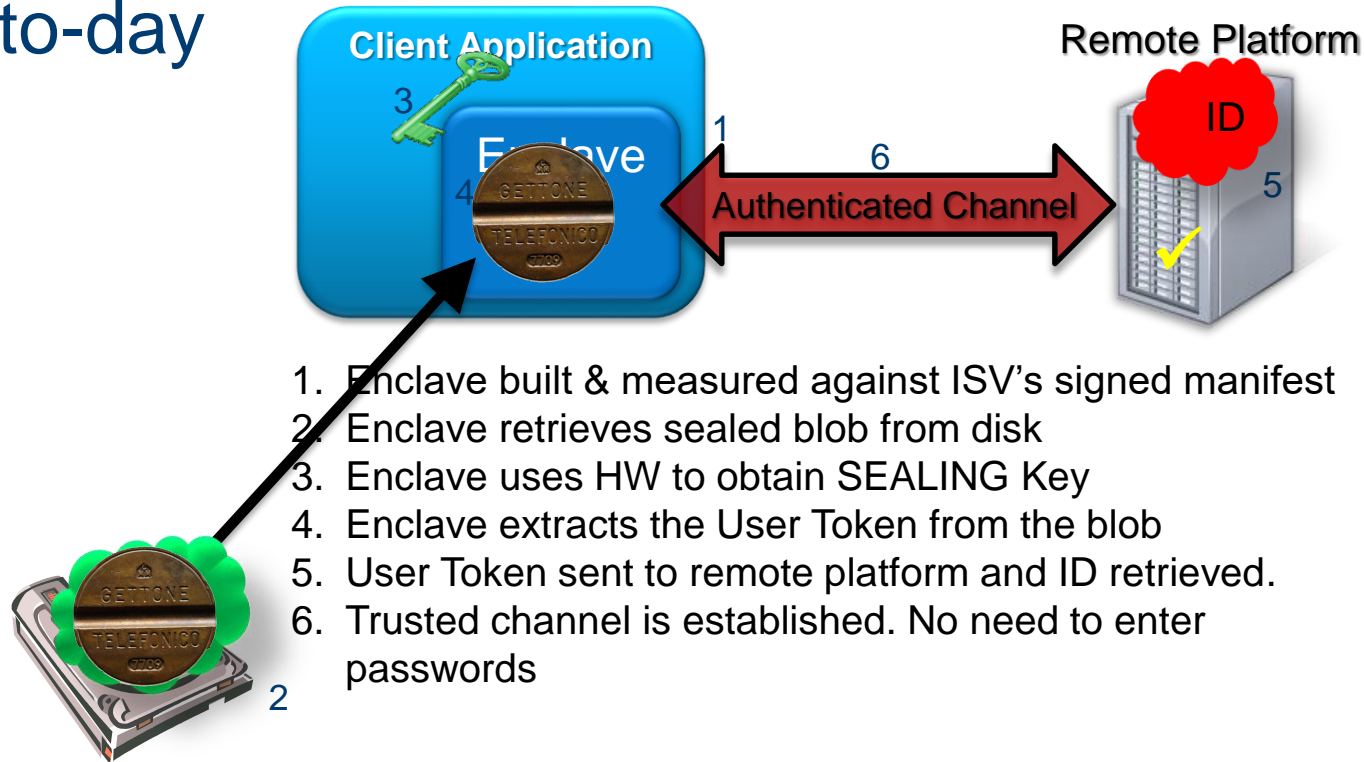 to-day
Client Application
Remote Platform
3
Enclave
4
GETTONE
TELEFONICO
7709
1
6
Authenticated Channel
ID
5
1. Enclave built & measured against ISV's signed manifest
2. Enclave retrieves sealed blob from disk
3. Enclave uses HW to obtain SEALING Key
4. Enclave extracts the User Token from the blob
5. User Token sent to remote platform and ID retrieved.
6. Trusted channel is established. No need to enter
passwords
GETTONE
TELEFONICO
7709
2